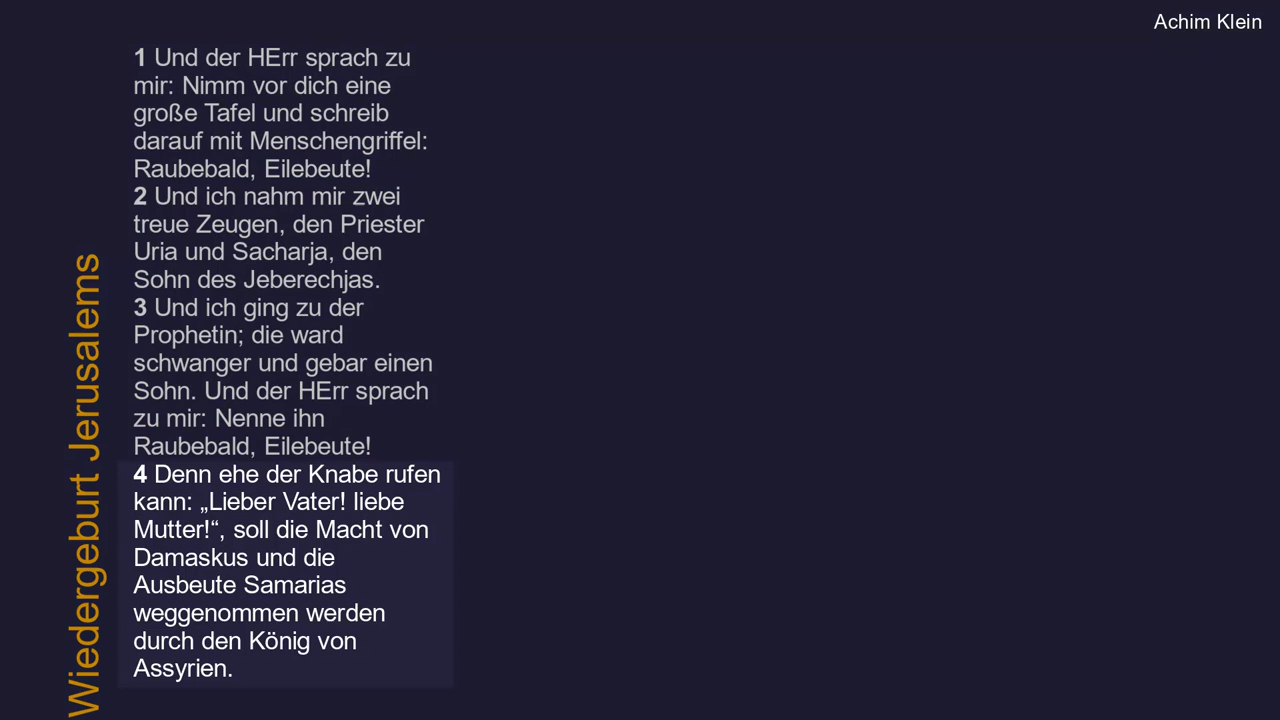 Achim Klein
1 Und der HErr sprach zu
mir: Nimm vor dich eine
große Tafel und schreib
darauf mit Menschengriffel:
Raubebald, Eilebeute!
2 Und ich nahm mir zwei
treue Zeugen, den Priester
Uria und Sacharja, den
Sohn des Jeberechjas.
3 Und ich ging zu der
Prophetin; die ward
schwanger und gebar einen
Sohn. Und der HErr sprach
zu mir: Nenne ihn
Raubebald, Eilebeute!
4 Denn ehe der Knabe rufen
kann: „Lieber Vater! liebe
Mutter!“, soll die Macht von
Damaskus und die
Ausbeute Samarias
weggenommen werden
durch den König von
Assyrien.
Wiedergeburt Jerusalems